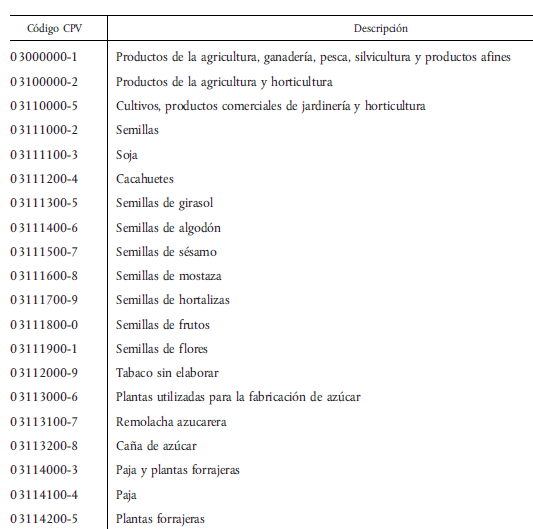 Código CPV Descripción
03000000-1 Productos de la agricultura, ganadería, pesca, silvicultura y productos afines
03100000-2 Productos de la agricultura y horticultura
03110000-5 Cultivos, productos comerciales de jardinería y horticultura
03111000-2 Semillas
03111100-3 Soja
03111200-4 Cacahuetes
03111300-5 Semillas de girasol
03111400-6 Semillas de algodón
03111500-7 Semillas de sésamo
03111600-8 Semillas de mostaza
03111700-9 Semillas de hortalizas
03111800-0 Semillas de frutos
03111900-1 Semillas de flores
03112000-9 Tabaco sin elaborar
03113000-6 Plantas utilizadas para la fabricación de azúcar
03113100-7 Remolacha azucarera
03113200-8 Caña de azúcar
03114000-3 Paja y plantas forrajeras
03114100-4 Paja
03114200-5 Plantas forrajeras